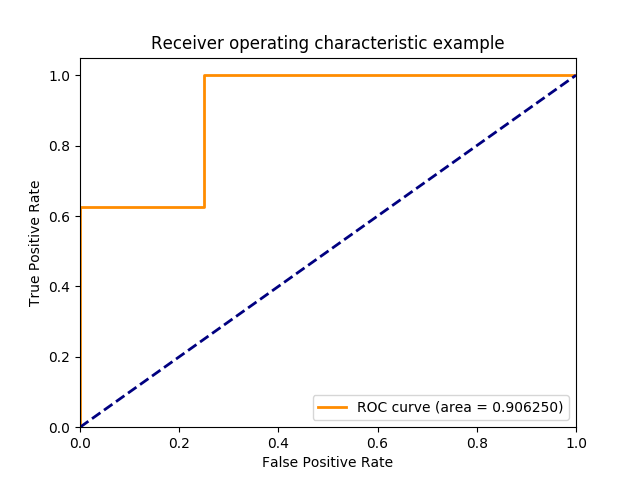 Receiver operating characteristic example
True Positive Rate
1.0
0.8
0.6
0.4
0.2
0.0
ROC curve (area = 0.906250)
0.0 0.2 0.4 0.6 0.8 1.0
False Positive Rate